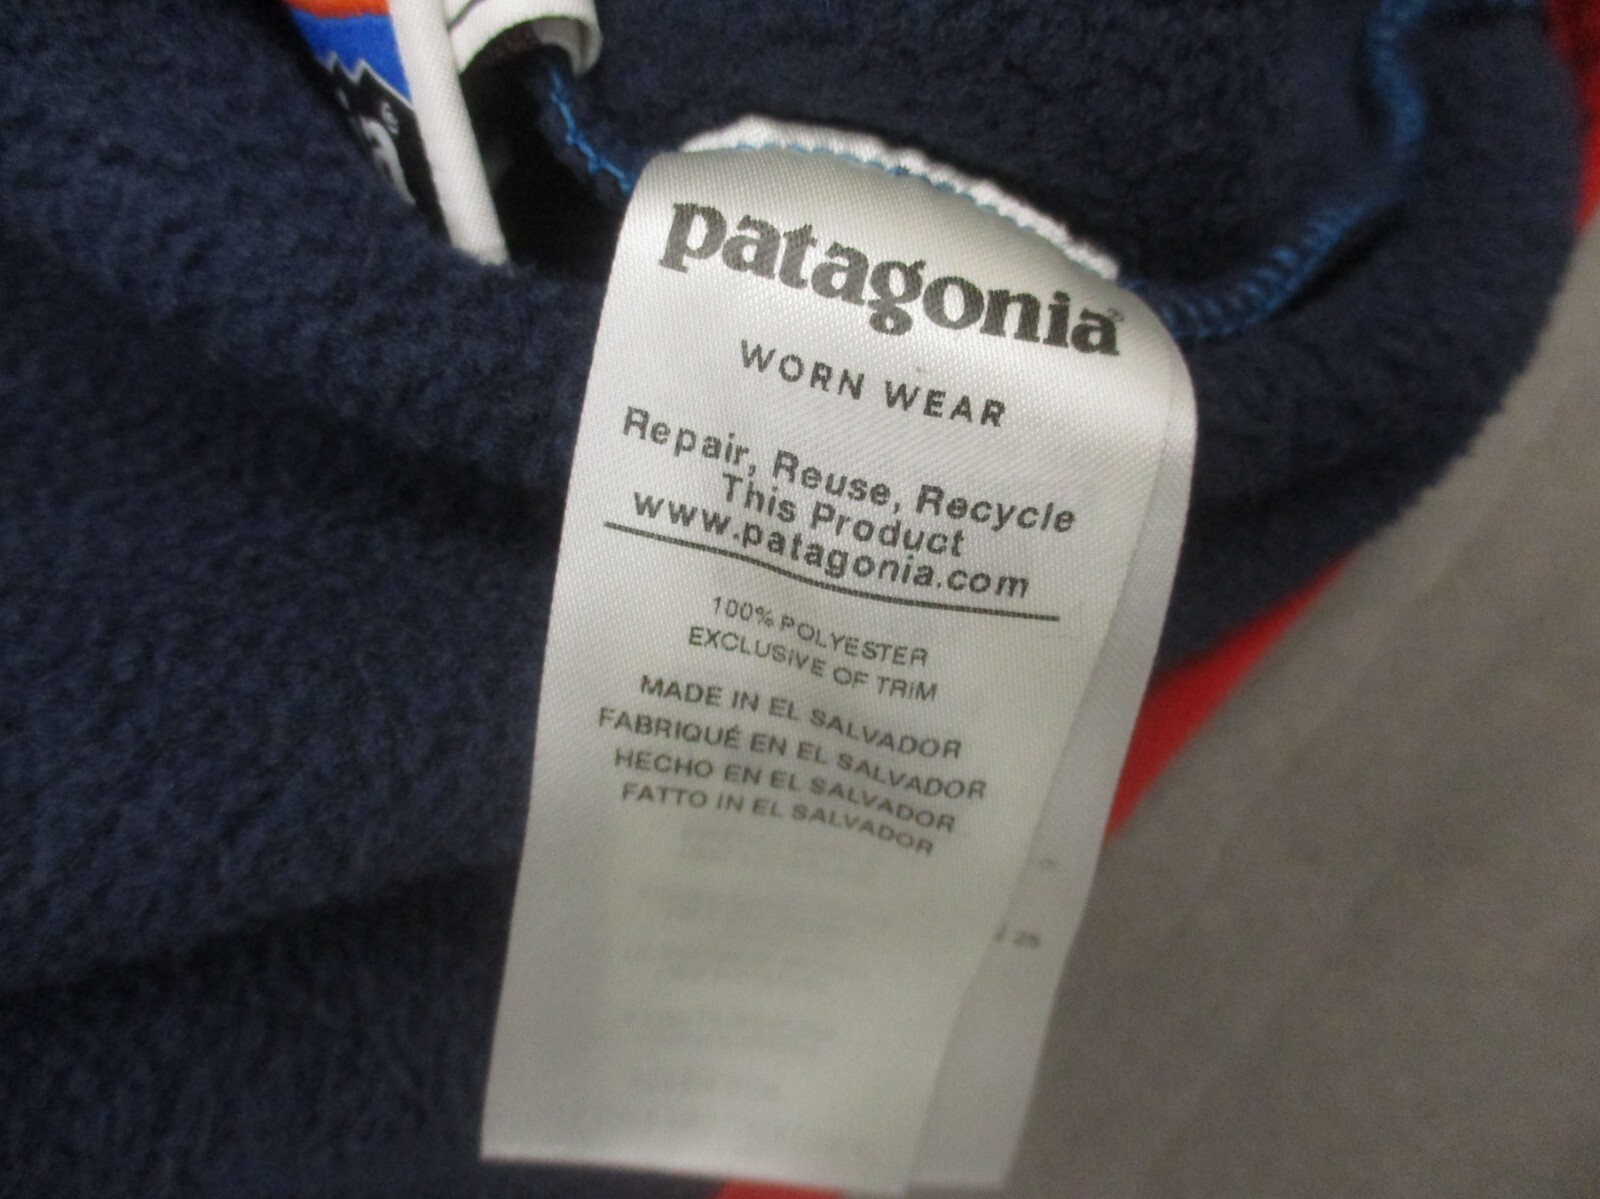 patagonia®
WORN WEAR
Repair, Reuse, Recycle
This Product
www.patagonia.com
100% POLYESTER
EXCLUSIVE OF TRIM
MADE IN EL SALVADOR
FABRIQUÉ EN EL SALVADOR
HECHO EN EL SALVADOR
FATTO IN EL SALVADOR